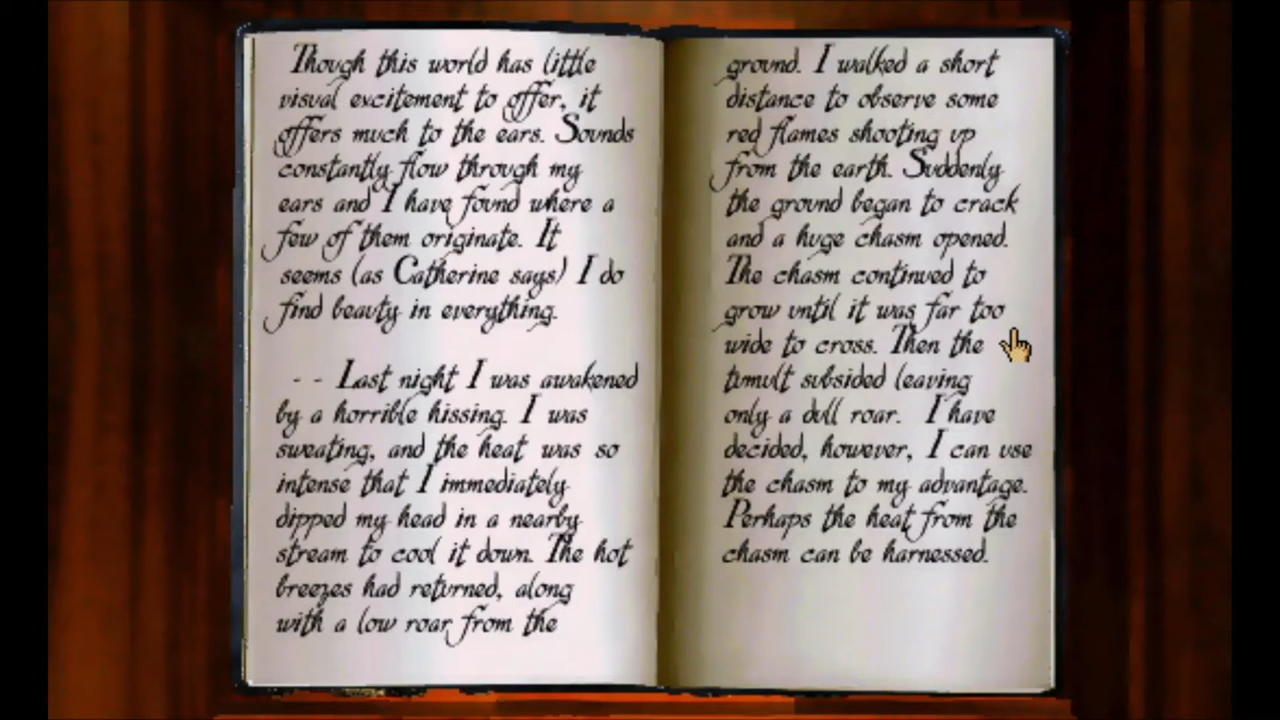 Though this world has little
visual excitement to offer, it
offers much to the ears. Sounds
constantly flow through my
ears and I have found where a
few of them originate. It
seems (as Catherine says) I do
find beauty in everything.
- - Last night I was awakened
by a horrible hissing. I was
sweating, and the heat was so
intense that I immediately
dipped my head in a nearby
stream to cool it down. The hot
breezes had returned, along
with a low roar from the
ground. I walked a short
distance to observe some
red flames shooting up
from the earth. Suddenly
the ground began to crack
and a huge chasm opened.
The chasm continued to
grow until it was far too
wide to cross. Then the
tumult subsided leaving
only a dull roar. I have
decided, however, I can use
the chasm to my advantage.
Perhaps the heat from the
chasm can be harnessed.